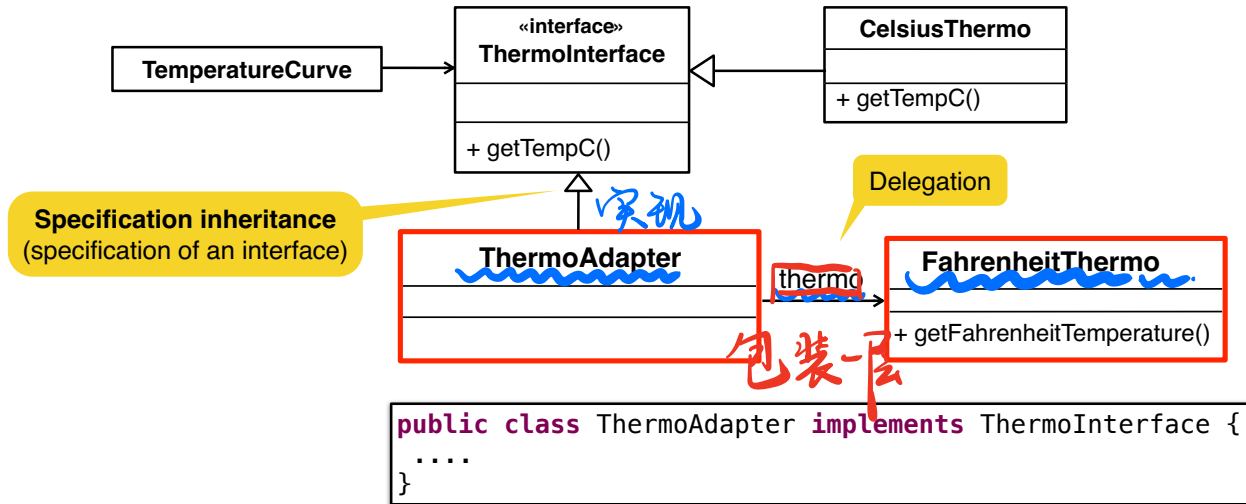 «interface»
ThermoInterface
+ getTempC()
TemperatureCurve
CelsiusThermo
+ getTempC()
Specification inheritance
(specification of an interface)
实现
Delegation
ThermoAdapter
thermo
FahrenheitThermo
+ getFahrenheitTemperature()
包装一层
public class ThermoAdapter implements ThermoInterface {
....
}